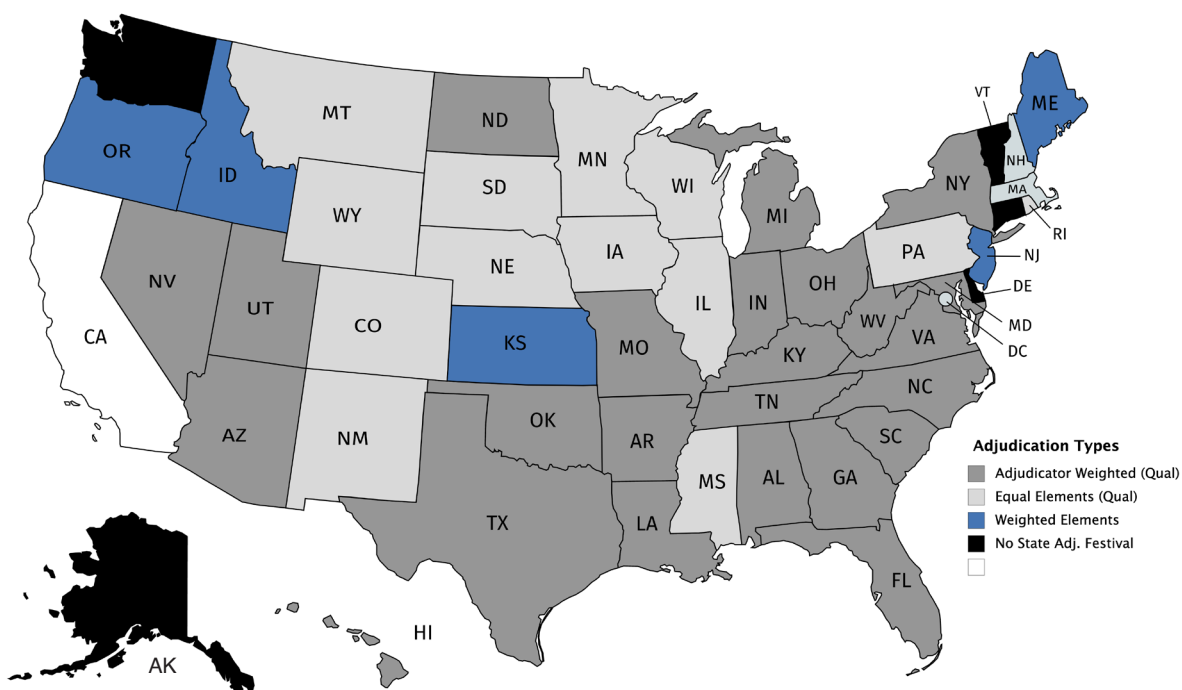 VT
ME
MT
ND
OR
MN
NH
ID
SD
WI
NY
MA
WY
MI
RI
IA
PA
NE
NJ
NV
OH
DE
UT
IL
IN
CO
WV
MD
CA
KS
MO
VA
DC
KY
NC
TN
OK
AZ
NM
AR
SC
MS
AL
GA
TX
LA
FL
HI
AK
Adjudication Types
Adjudicator Weighted (Qual)
Equal Elements (Qual)
Weighted Elements
No State Adj. Festival